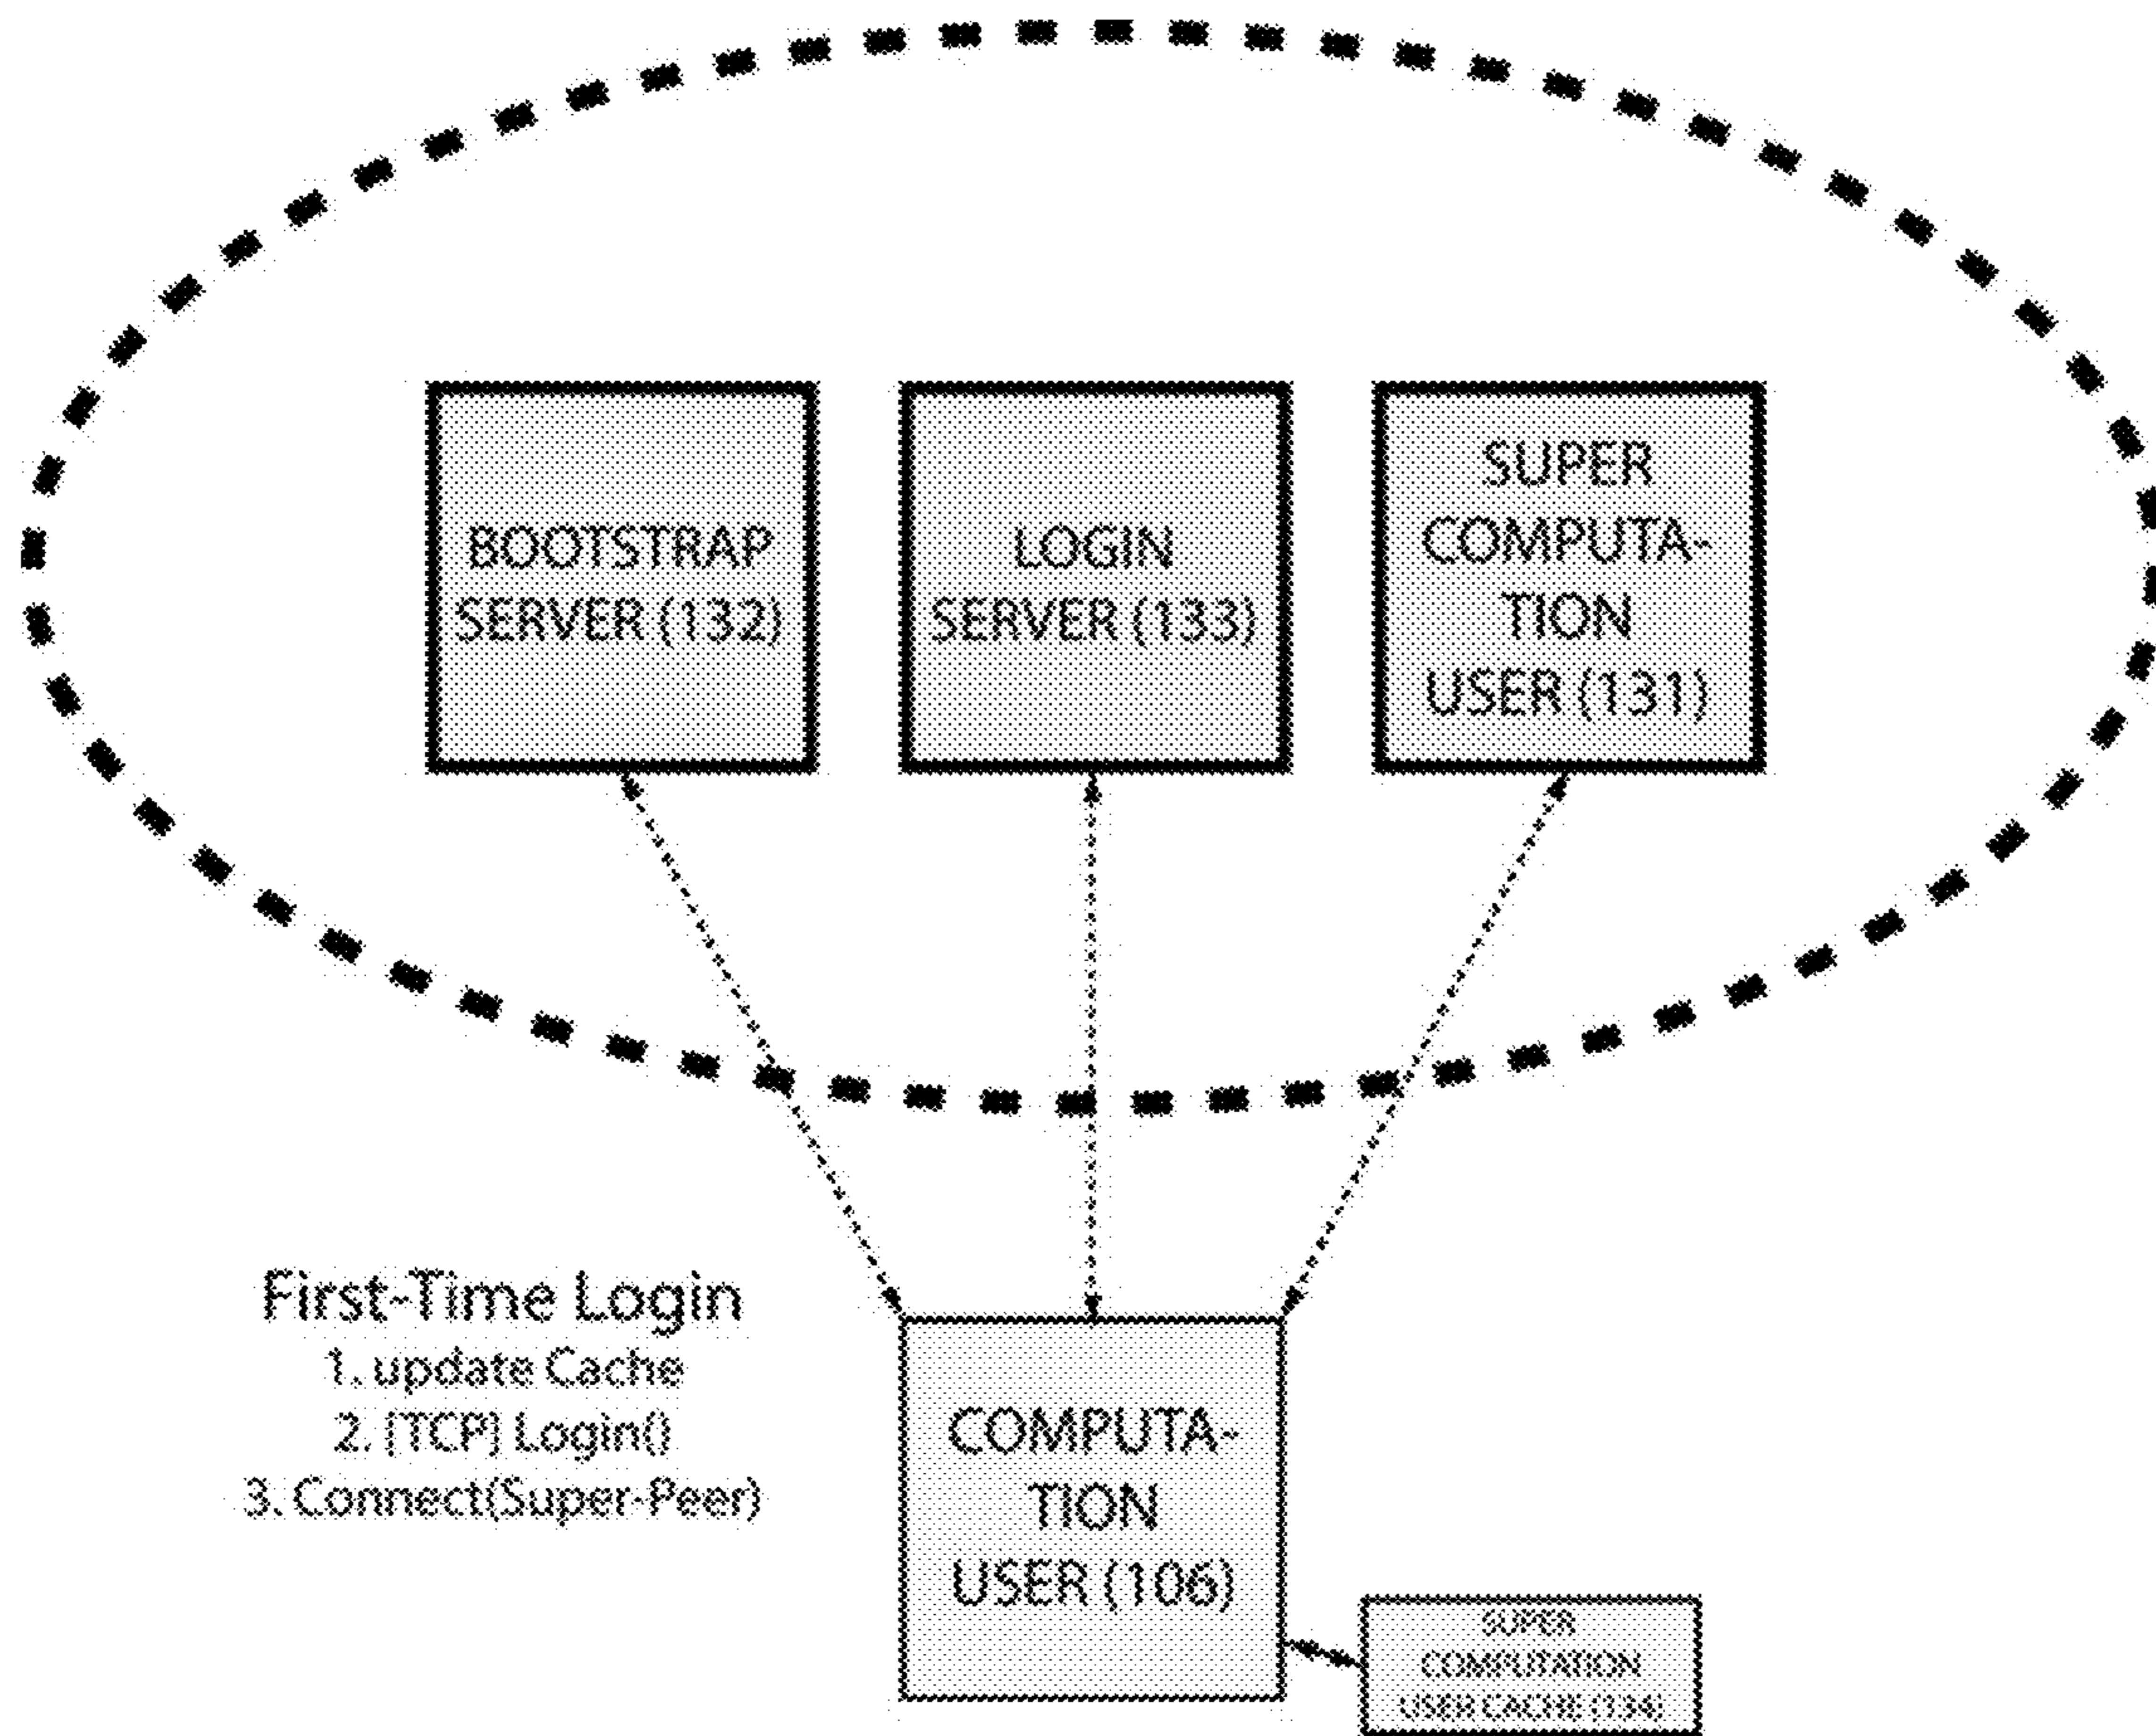 BOOTSTRAP
SERVER (132)
LOGIN
SERVER (133)
SUPER
COMPUTA-
TION
USER (131)
First-Time Login
1. update Cache
2. [TCP] Login()
3. Connect(Super-Peer)
COMPUTA-
TION
USER (106)
SUPER
COMPUTATION
USER CACHE (134)